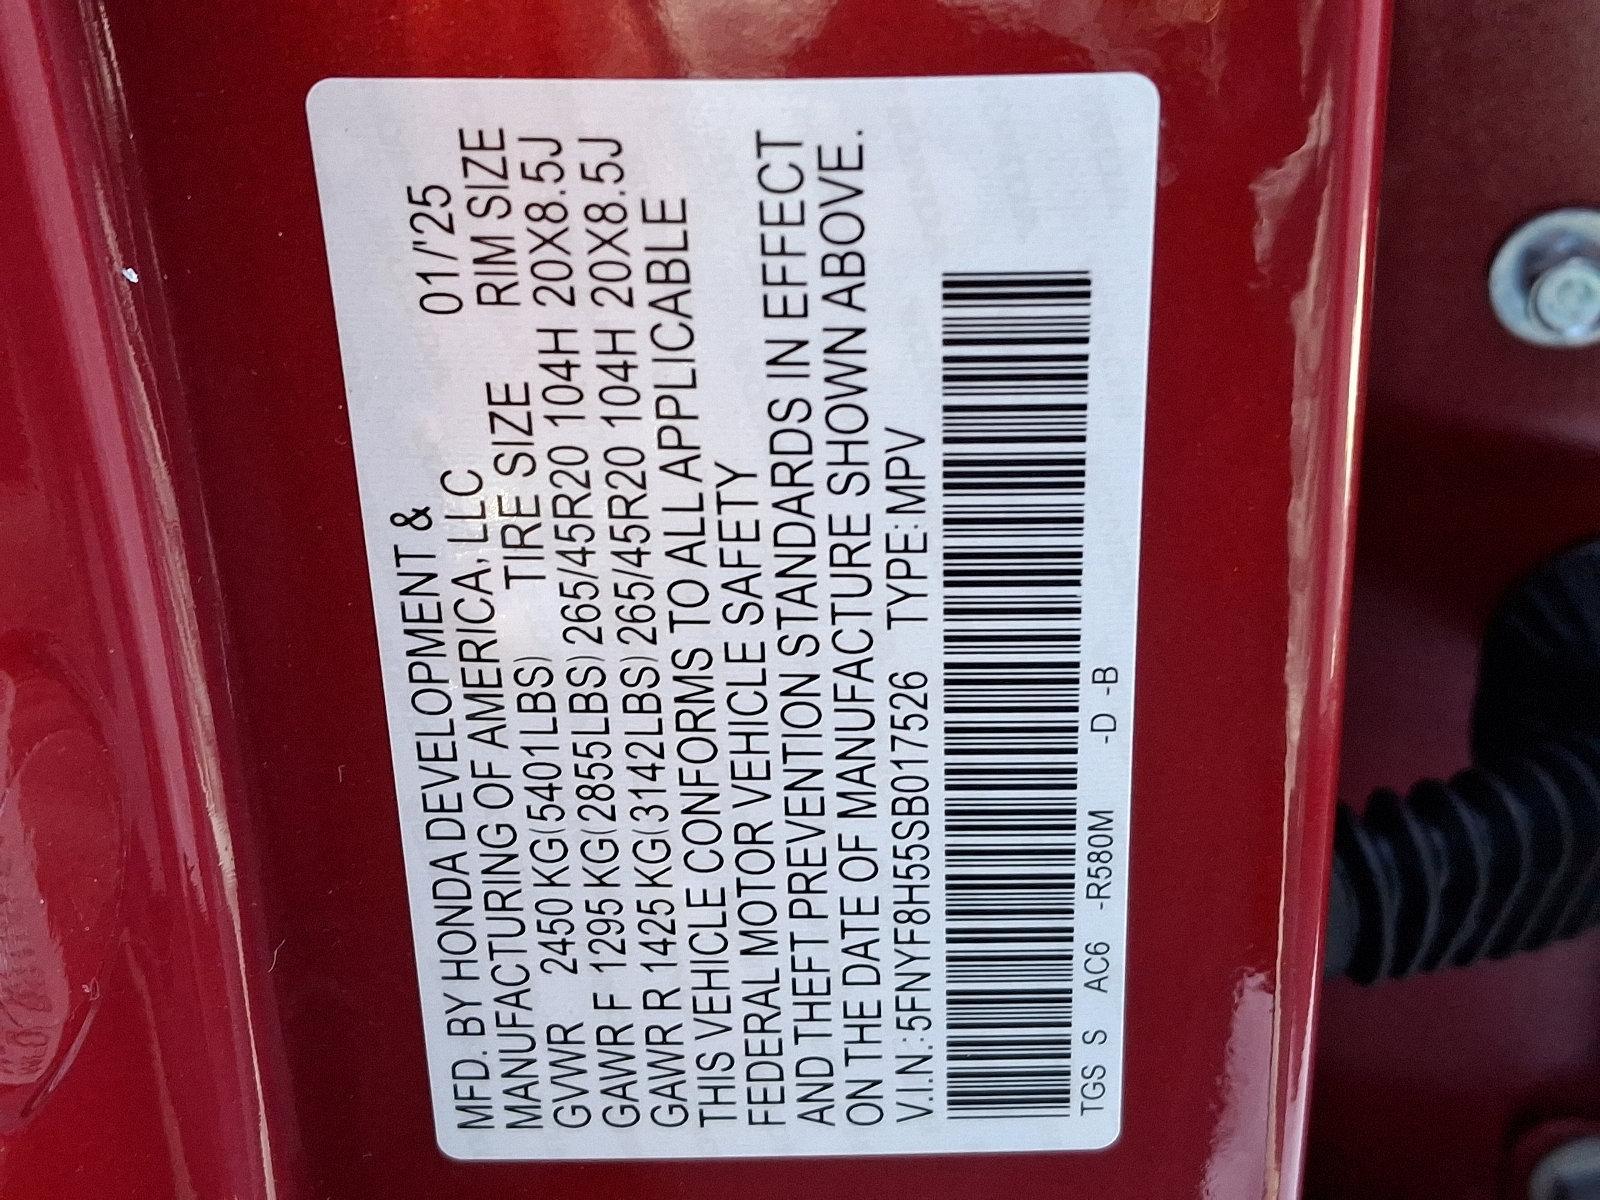 MFD. BY HONDA DEVELOPMENT & 01/'25
MANUFACTURING OF AMERICA, LLC RIM SIZE
GVWR 2450 KG(5401LBS) TIRE SIZE
GAWR F 1295 KG(2855LBS) 265/45R20 104H 20X8.5J
GAWR R 1425 KG(3142LBS) 265/45R20 104H 20X8.5J
THIS VEHICLE CONFORMS TO ALL APPLICABLE
FEDERAL MOTOR VEHICLE SAFETY
AND THEFT PREVENTION STANDARDS IN EFFECT
ON THE DATE OF MANUFACTURE SHOWN ABOVE.
V.I.N.:5FNYF8H55SB017526 TYPE:MPV
TGS S AC6 -R580M -D -B